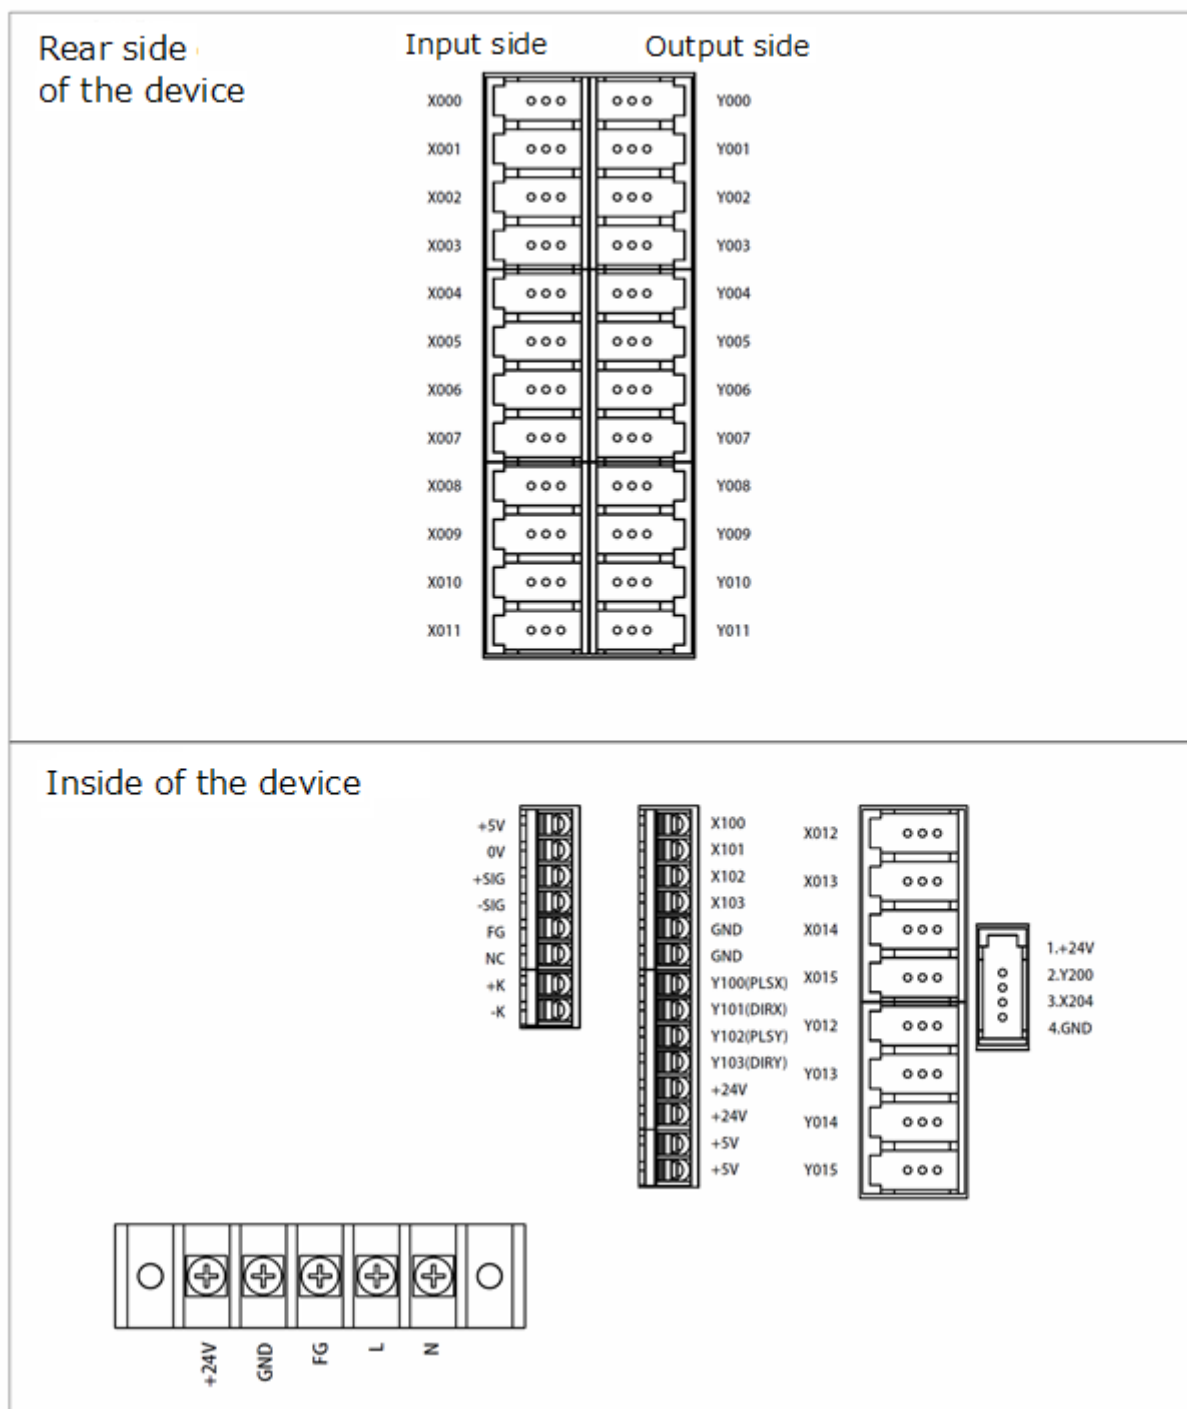 Rear side
of the device
Input side
Output side
X000
Y000
X001
Y001
X002
Y002
X003
Y003
X004
Y004
X005
Y005
X006
Y006
X007
Y007
X008
Y008
X009
Y009
X010
Y010
X011
Y011
Inside of the device
+5V
0V
+SIG
-SIG
FG
NC
+K
-K
X100
X101
X102
X103
GND
GND
Y100(PLSX)
Y101(DIRX)
Y102(PLSY)
Y103(DIRY)
+24V
+24V
+5V
+5V
X012
X013
X014
X015
Y012
Y013
Y014
Y015
1.+24V
2.Y200
3.X204
4.GND
+24V
GND
FG
L
N